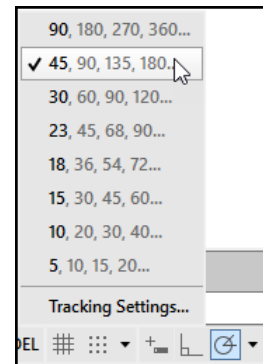 90, 180, 270, 360...
45, 90, 135, 180...
30, 60, 90, 120...
23, 45, 68, 90...
18, 36, 54, 72...
15, 30, 45, 60...
10, 20, 30, 40...
5, 10, 15, 20...
Tracking Settings...
DEL